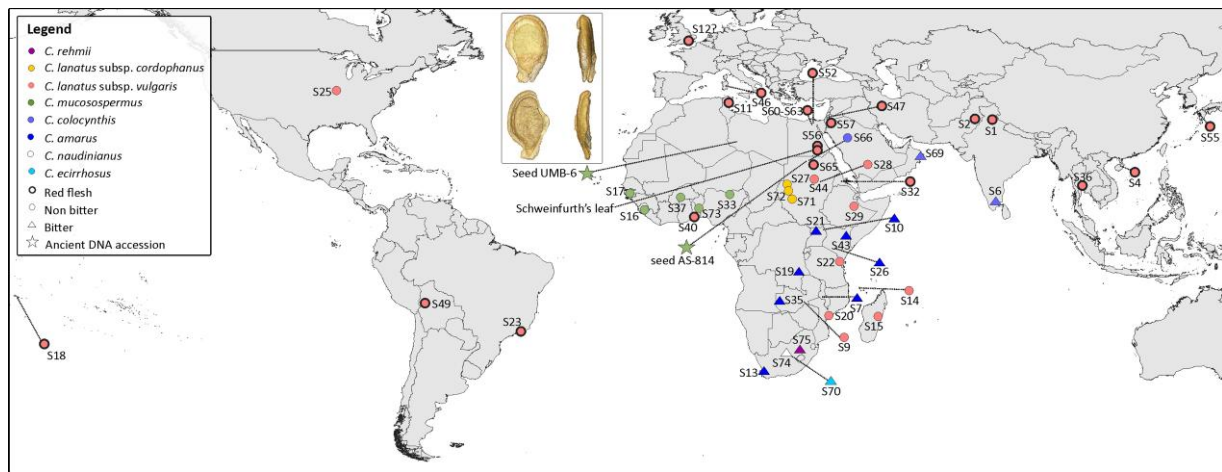 Legend
C. rehmii
C. lanatus subsp. cordophanus
C. lanatus subsp. vulgaris
C. mucosospermus
C. colocynthis
C. amarus
C. naudinianus
C. ecirrhosus
Red flesh
Non bitter
Bitter
Ancient DNA accession
S127
S52
S25
S46
S11
S60
S63
S47
S57
S2
S1
S55
S56
S66
S69
Seed UMB-6
S65
S28
S4
S36
S17
S27
S44
S32
S6
Schweinfurth's leaf
S37
S33
S72
S71
S16
S73
S29
S40
S21
S10
S43
seed AS-814
S22
S26
S19
S49
S35
S7
S14
S23
S20
S15
S18
S9
S75
S74
S13
S70